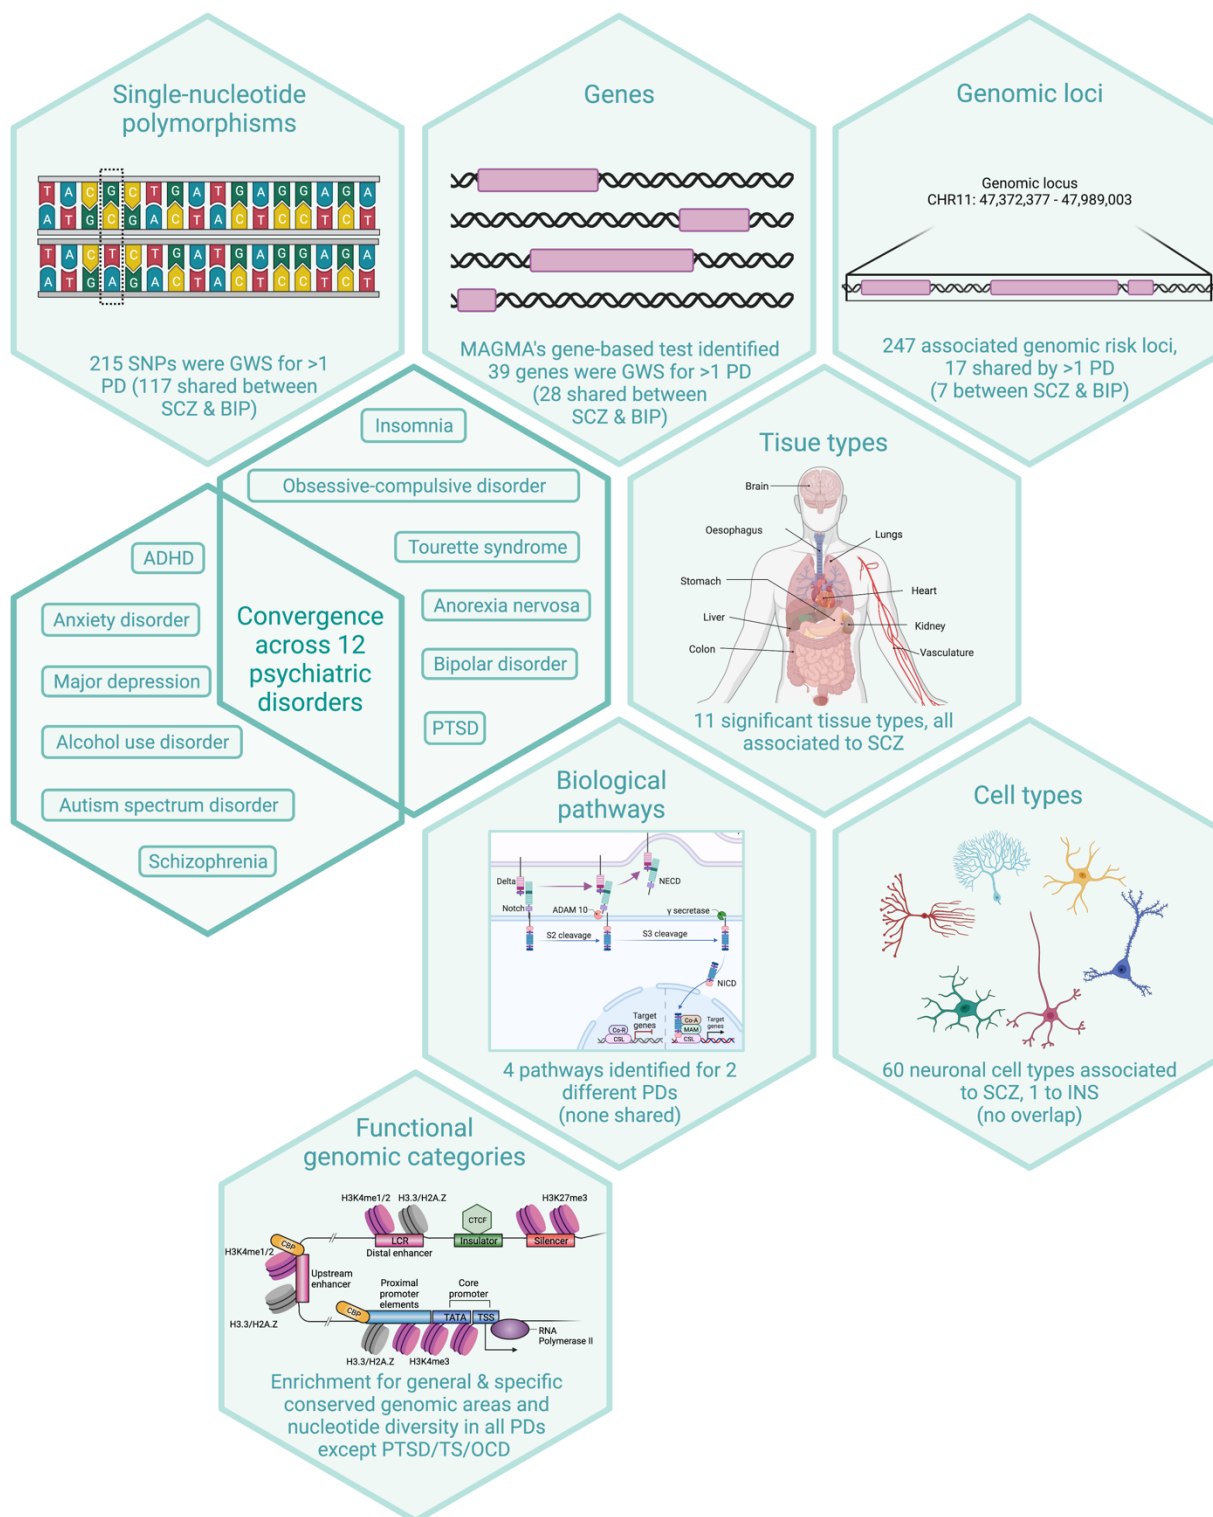 Single-nucleotide
polymorphisms
T A C G C T G A T G A G G A G A
A T G C G A C T A C T C C T C T
T A C T C T G A T G A G G A G A
A T G A G A C T A C T C C T C T
215 SNPs were GWS for >1
PD (117 shared between
SCZ & BIP)
Genes
MAGMA's gene-based test identified
39 genes were GWS for >1 PD
(28 shared between
SCZ & BIP)
Genomic loci
Genomic locus
CHR11: 47,372,377 - 47,989,003
247 associated genomic risk loci,
17 shared by >1 PD
(7 between SCZ & BIP)
Insomnia
Obsessive-compulsive disorder
Tourette syndrome
Anorexia nervosa
Bipolar disorder
PTSD
ADHD
Anxiety disorder
Major depression
Alcohol use disorder
Autism spectrum disorder
Schizophrenia
Convergence
across 12
psychiatric
disorders
Tissue types
Brain
Oesophagus
Lungs
Stomach
Heart
Liver
Kidney
Colon
Vasculature
11 significant tissue types, all
associated to SCZ
Biological
pathways
Delta
NECD
Notch
ADAM 10
γ secretase
S2 cleavage
S3 cleavage
NICD
Target
genes
Co-R
CSL
Co-A
MAM
CSL
Target
genes
4 pathways identified for 2
different PDs
(none shared)
Cell types
60 neuronal cell types associated
to SCZ, 1 to INS
(no overlap)
Functional
genomic categories
H3K4me1/2
H3.3/H2A.Z
H3K27me3
CTCF
LCR
Insulator
Silencer
Distal enhancer
CBP
H3K4me1/2
Upstream
enhancer
H3.3/H2A.Z
Proximal
promoter
elements
Core
promoter
CBP
TATA
TSS
RNA
Polymerase II
H3.3/H2A.Z
H3K4me3
Enrichment for general & specific
conserved genomic areas and
nucleotide diversity in all PDs
except PTSD/TS/OCD